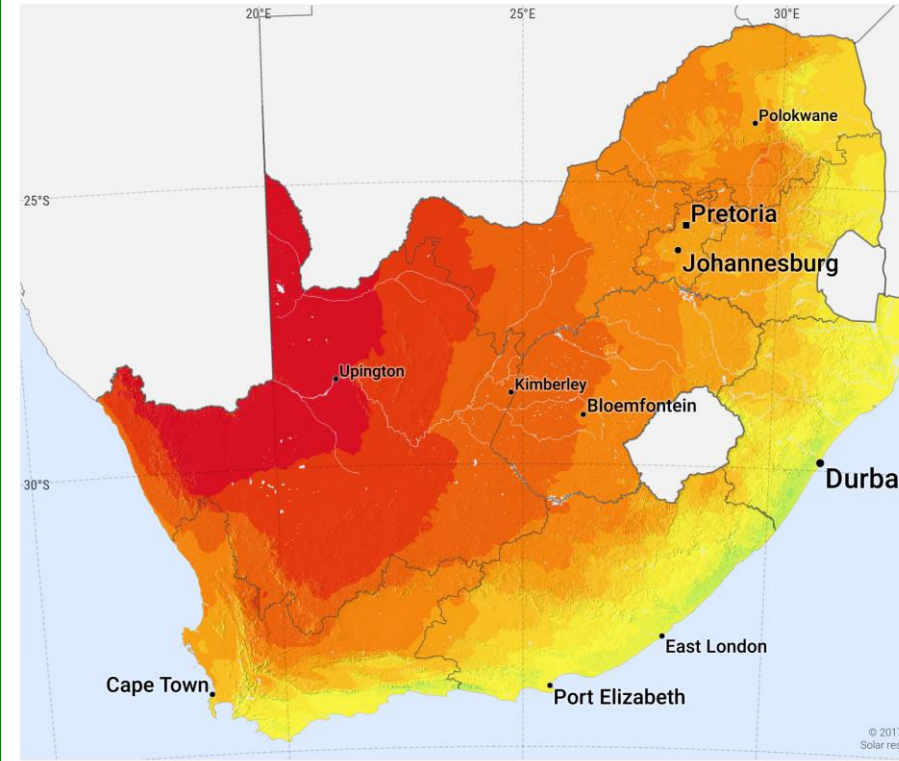 20°E 25°E 30°E
Polokwane
25°S
Pretoria
Johannesburg
Upington
Kimberley
Bloemfontein
30°S
Durba
East London
Cape Town
Port Elizabeth
© 2017
Solar res